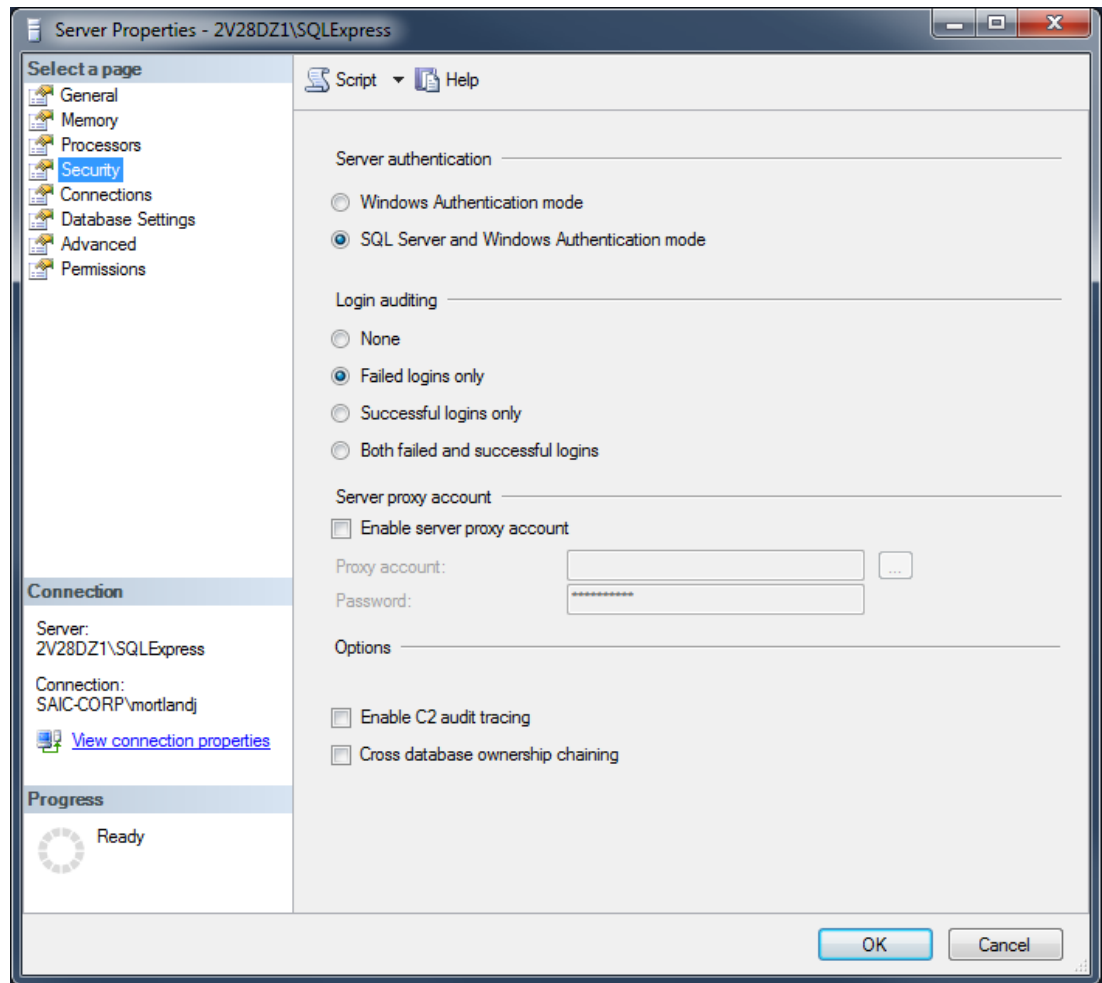 Server Properties - 2V28DZ1\SQLExpress
Select a page
General
Memory
Processors
Security
Connections
Database Settings
Advanced
Permissions
Connection
Server:
2V28DZ1\SQLExpress
Connection:
SAIC-CORP\mortlandj
View connection properties
Progress
Ready
Script
Help
Server authentication
Windows Authentication mode
SQL Server and Windows Authentication mode
Login auditing
None
Failed logins only
Successful logins only
Both failed and successful logins
Server proxy account
Enable server proxy account
Proxy account:
...
Password:
**********
Options
Enable C2 audit tracing
Cross database ownership chaining
OK
Cancel